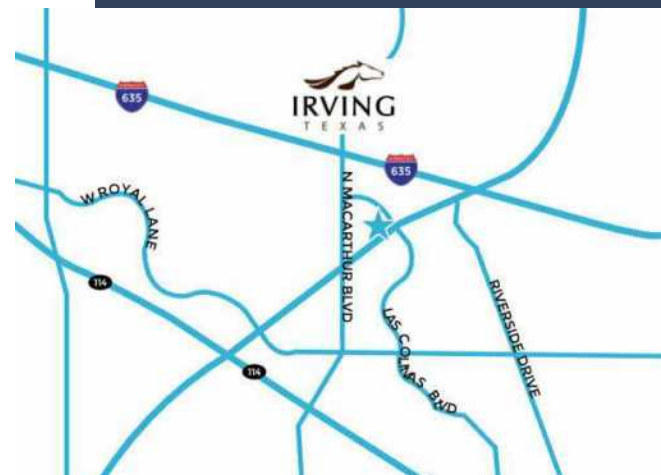 635
IRVING
TEXAS
635
W ROYAL LANE
N MACARTHUR BLVD
114
LAS COLINAS BLVD
RIVERSIDE DRIVE
114